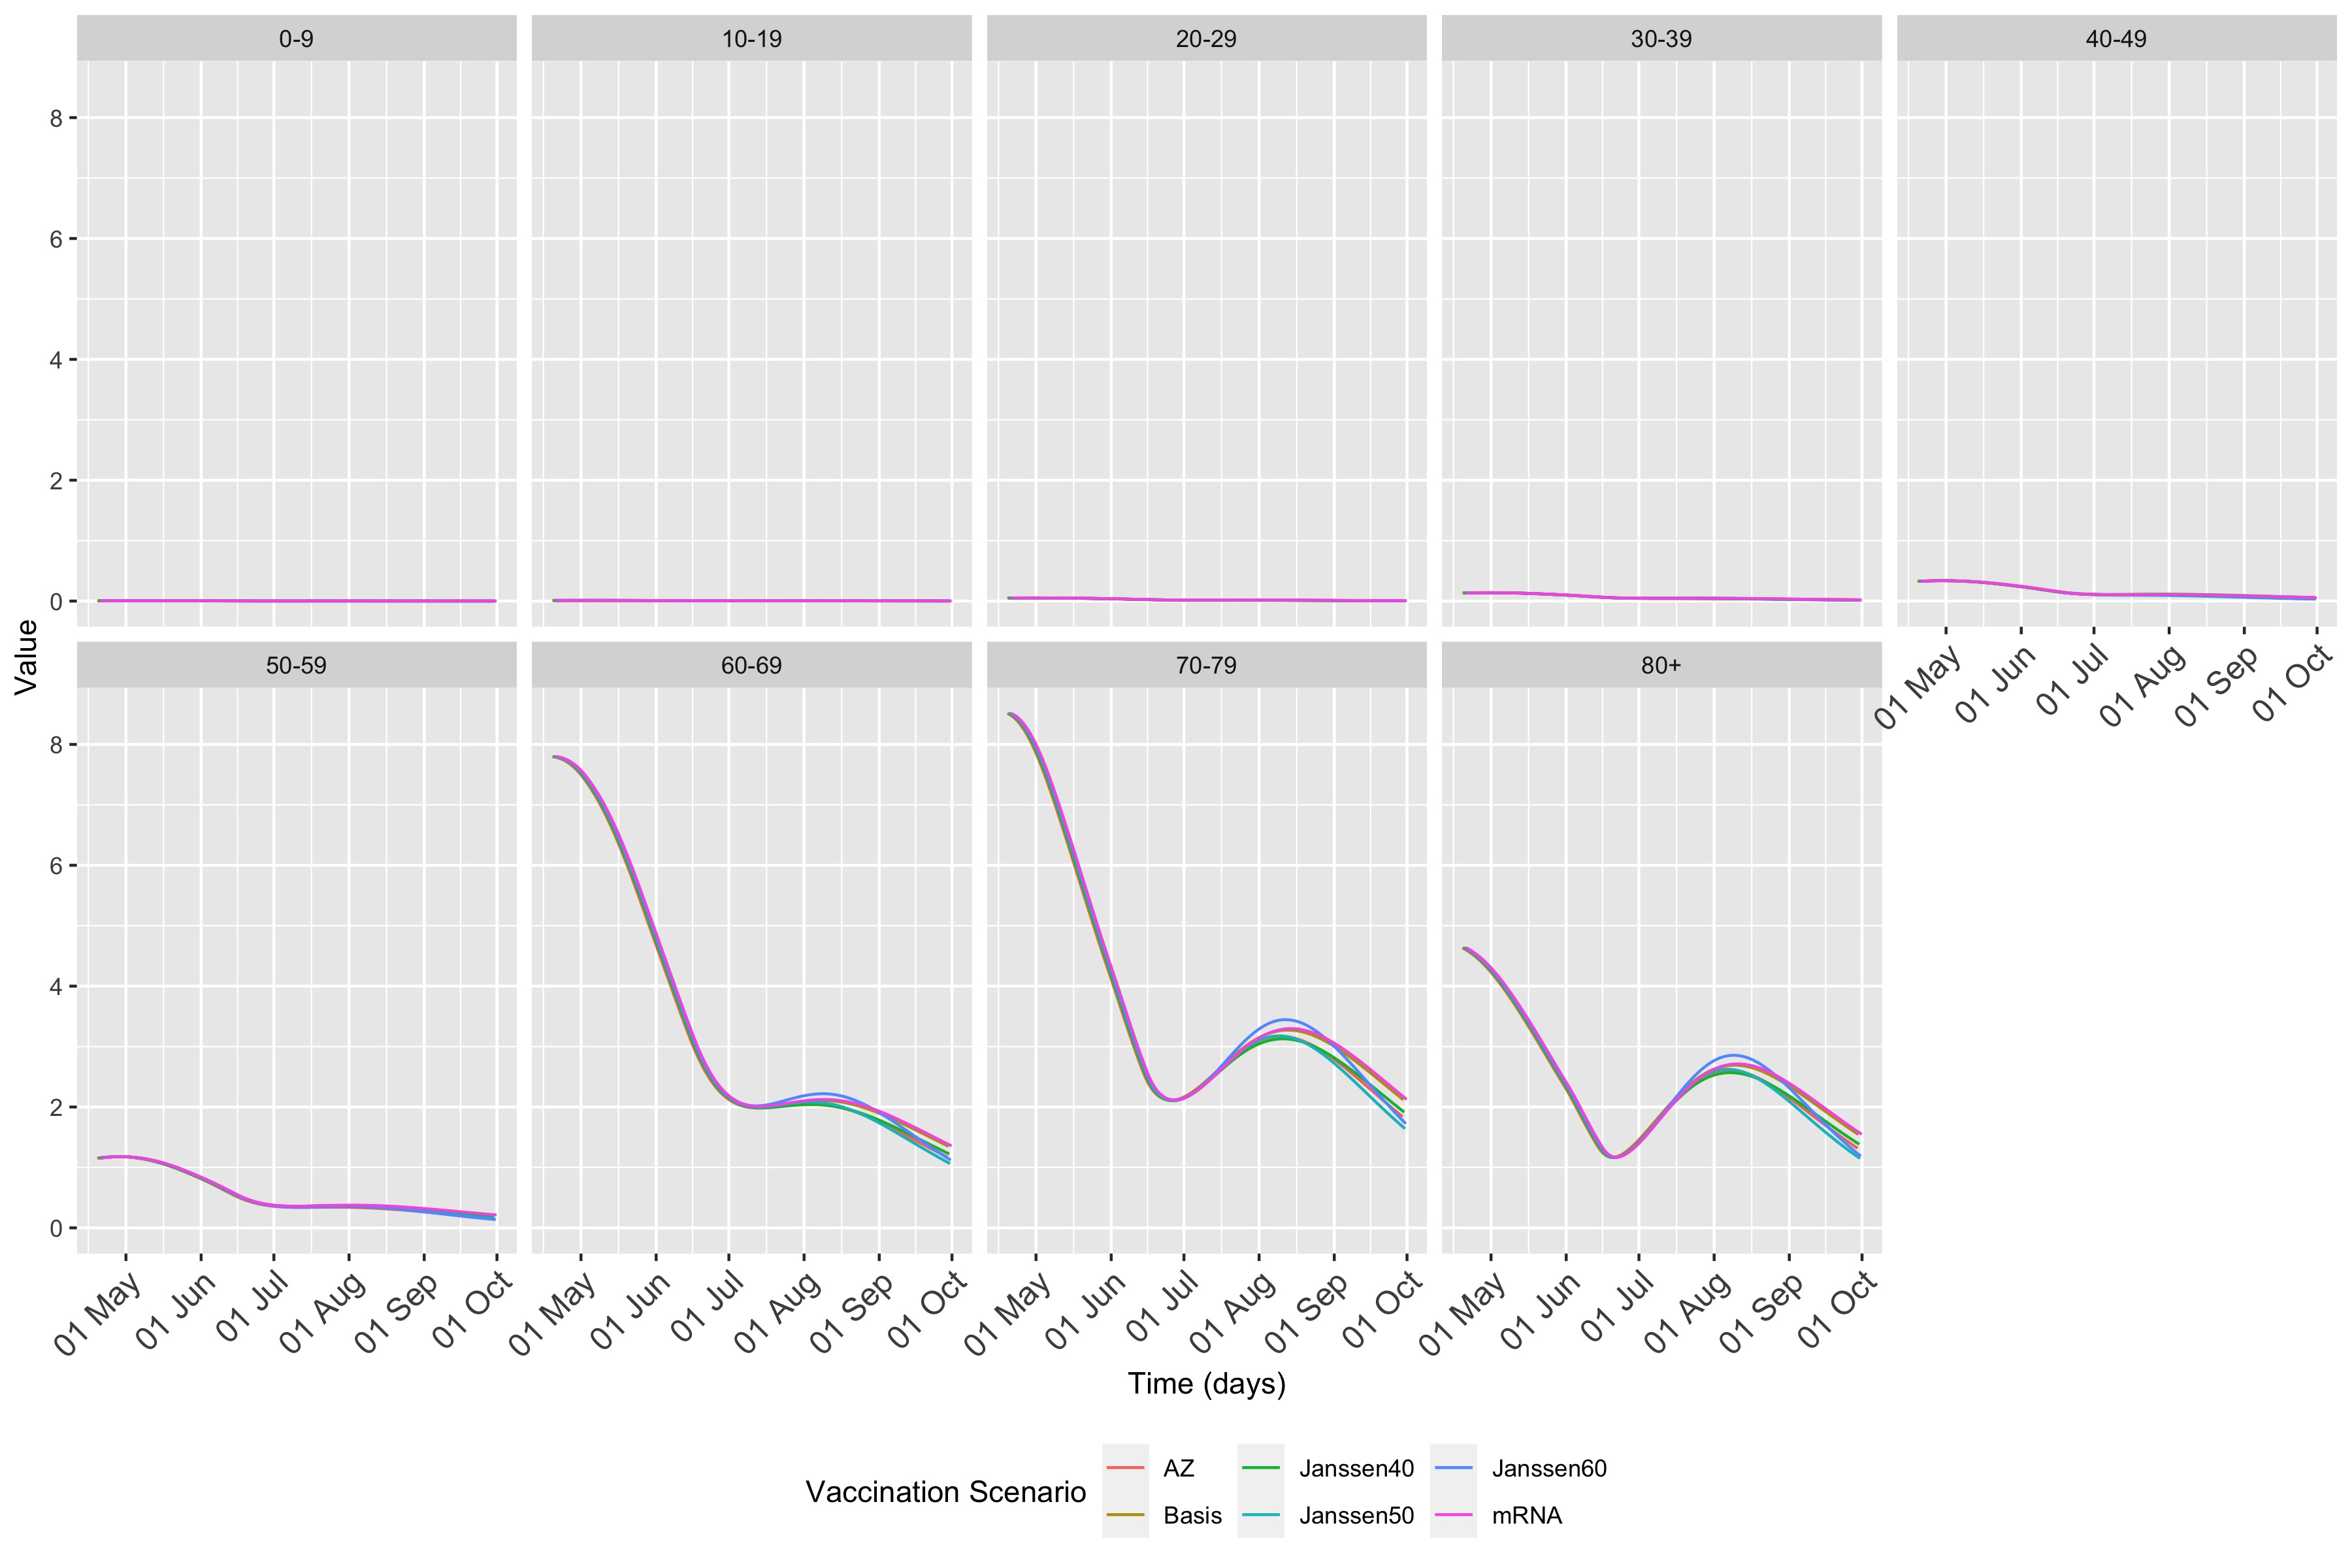 0-9 10-19 20-29 30-39 40-49
8
6
4
2
0
Value
01 May 01 Jun 01 Jul 01 Aug 01 Sep 01 Oct
50-59 60-69 70-79 80+
8
6
4
2
0
01 May 01 Jun 01 Jul 01 Aug 01 Sep 01 Oct 01 May 01 Jun 01 Jul 01 Aug 01 Sep 01 Oct 01 May 01 Jun 01 Jul 01 Aug 01 Sep 01 Oct 01 May 01 Jun 01 Jul 01 Aug 01 Sep 01 Oct
Time (days)
Vaccination Scenario
AZ Janssen40 Janssen60
Basis Janssen50 mRNA